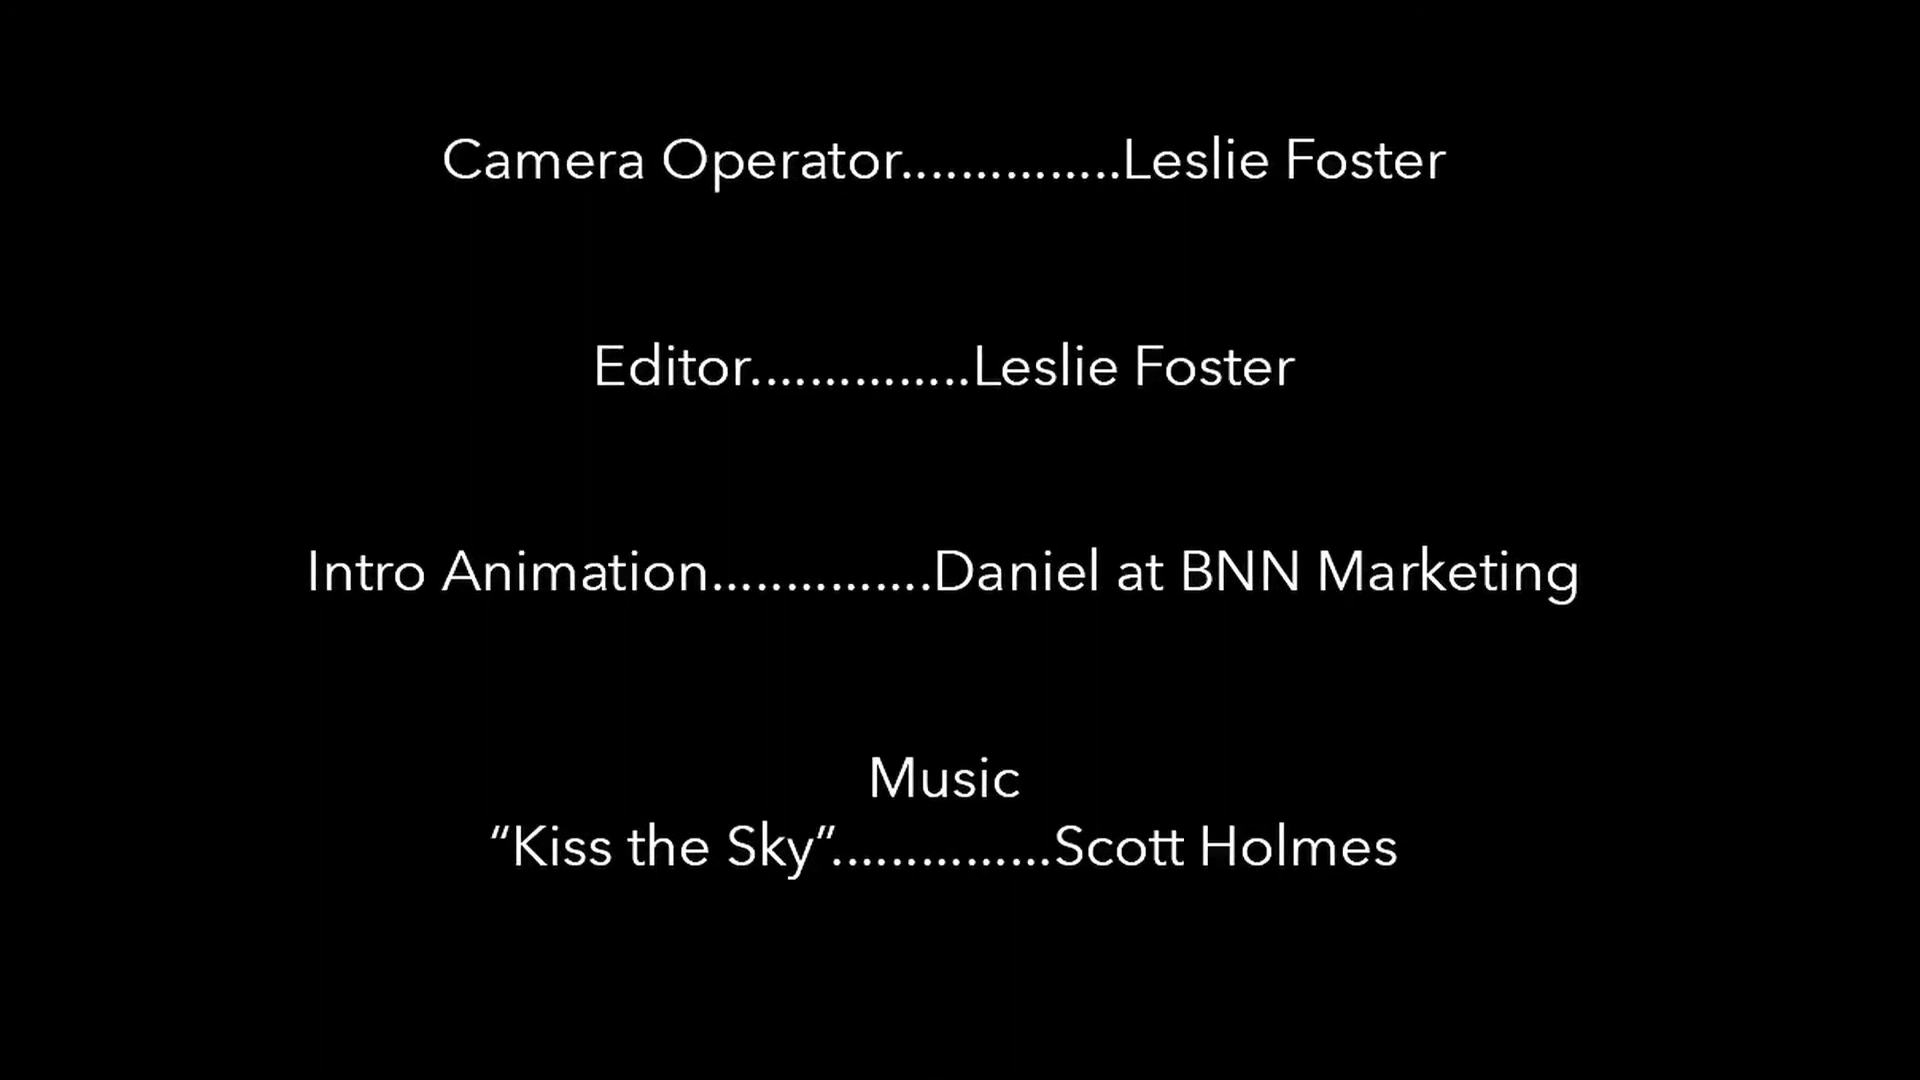 Camera Operator...............Leslie Foster
Editor...............Leslie Foster
Intro Animation...............Daniel at BNN Marketing
Music
“Kiss the Sky”...............Scott Holmes